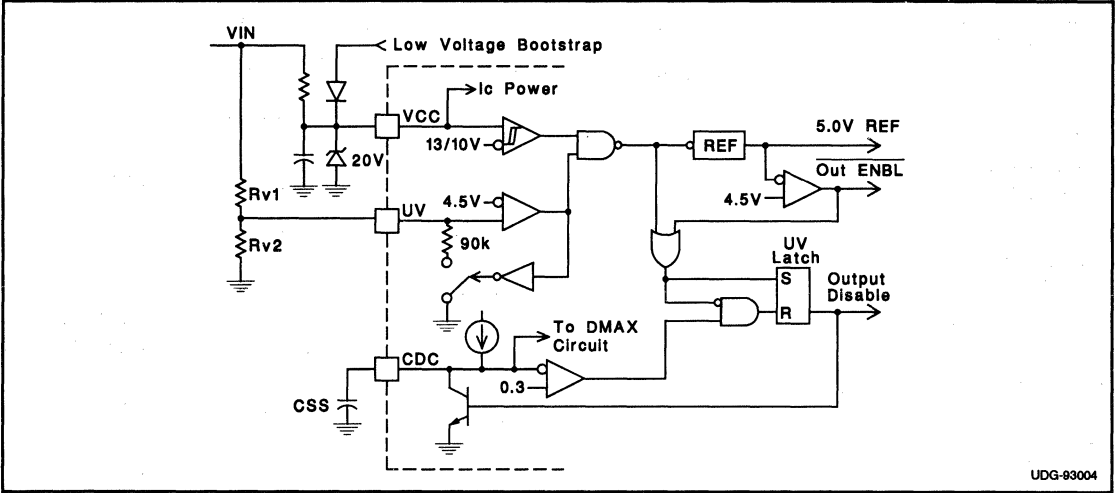 VIN
Low Voltage Bootstrap
Ic Power
VCC
13/10V
REF
5.0V REF
20V
Out ENBL
4.5V
Rv1
4.5V
UV
90k
Rv2
UV
Latch
S
Output
Disable
R
To DMAX
Circuit
CDC
0.3
CSS
UDG-93004